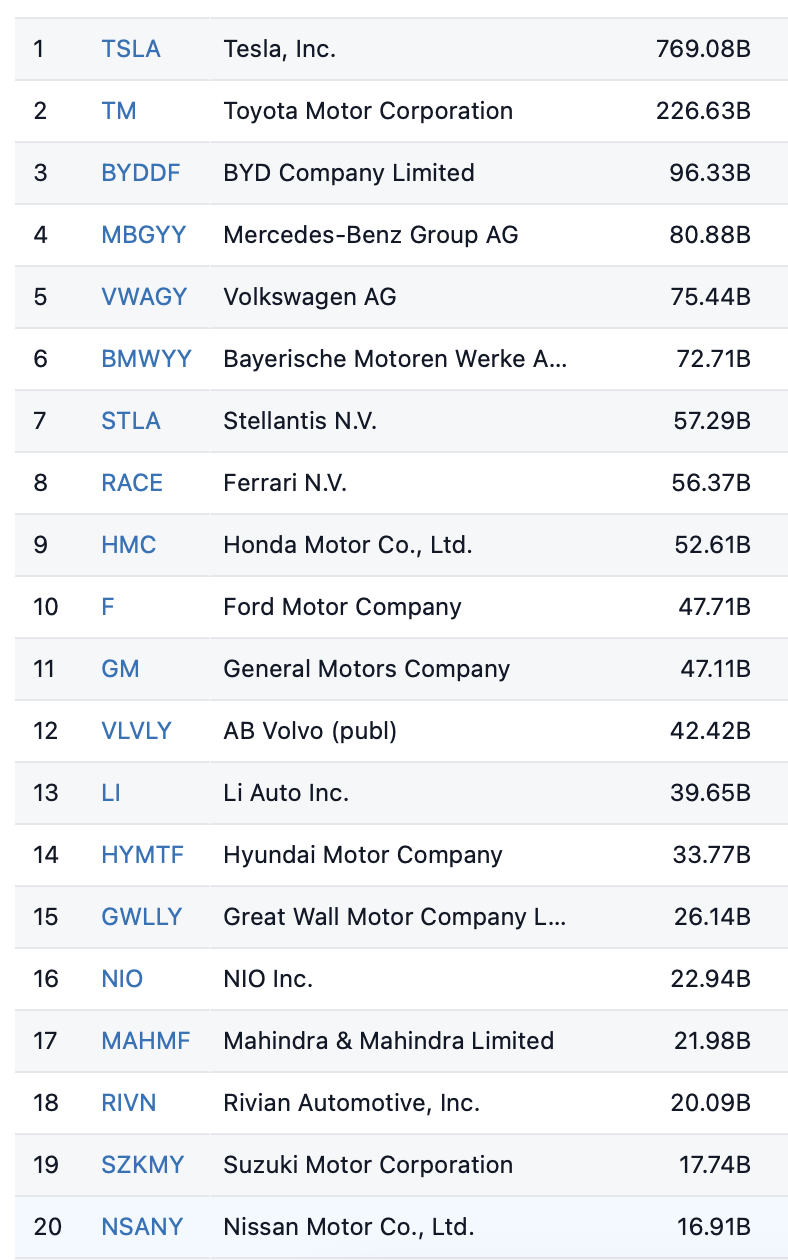 1 TSLA Tesla, Inc. 769.08B
2 TM Toyota Motor Corporation 226.63B
3 BYDDF BYD Company Limited 96.33B
4 MBGYY Mercedes-Benz Group AG 80.88B
5 VWAGY Volkswagen AG 75.44B
6 BMWYY Bayerische Motoren Werke A... 72.71B
7 STLA Stellantis N.V. 57.29B
8 RACE Ferrari N.V. 56.37B
9 HMC Honda Motor Co., Ltd. 52.61B
10 F Ford Motor Company 47.71B
11 GM General Motors Company 47.11B
12 VLVLY AB Volvo (publ) 42.42B
13 LI Li Auto Inc. 39.65B
14 HYMTF Hyundai Motor Company 33.77B
15 GWLLY Great Wall Motor Company L... 26.14B
16 NIO NIO Inc. 22.94B
17 MAHMF Mahindra & Mahindra Limited 21.98B
18 RIVN Rivian Automotive, Inc. 20.09B
19 SZKMY Suzuki Motor Corporation 17.74B
20 NSANY Nissan Motor Co., Ltd. 16.91B